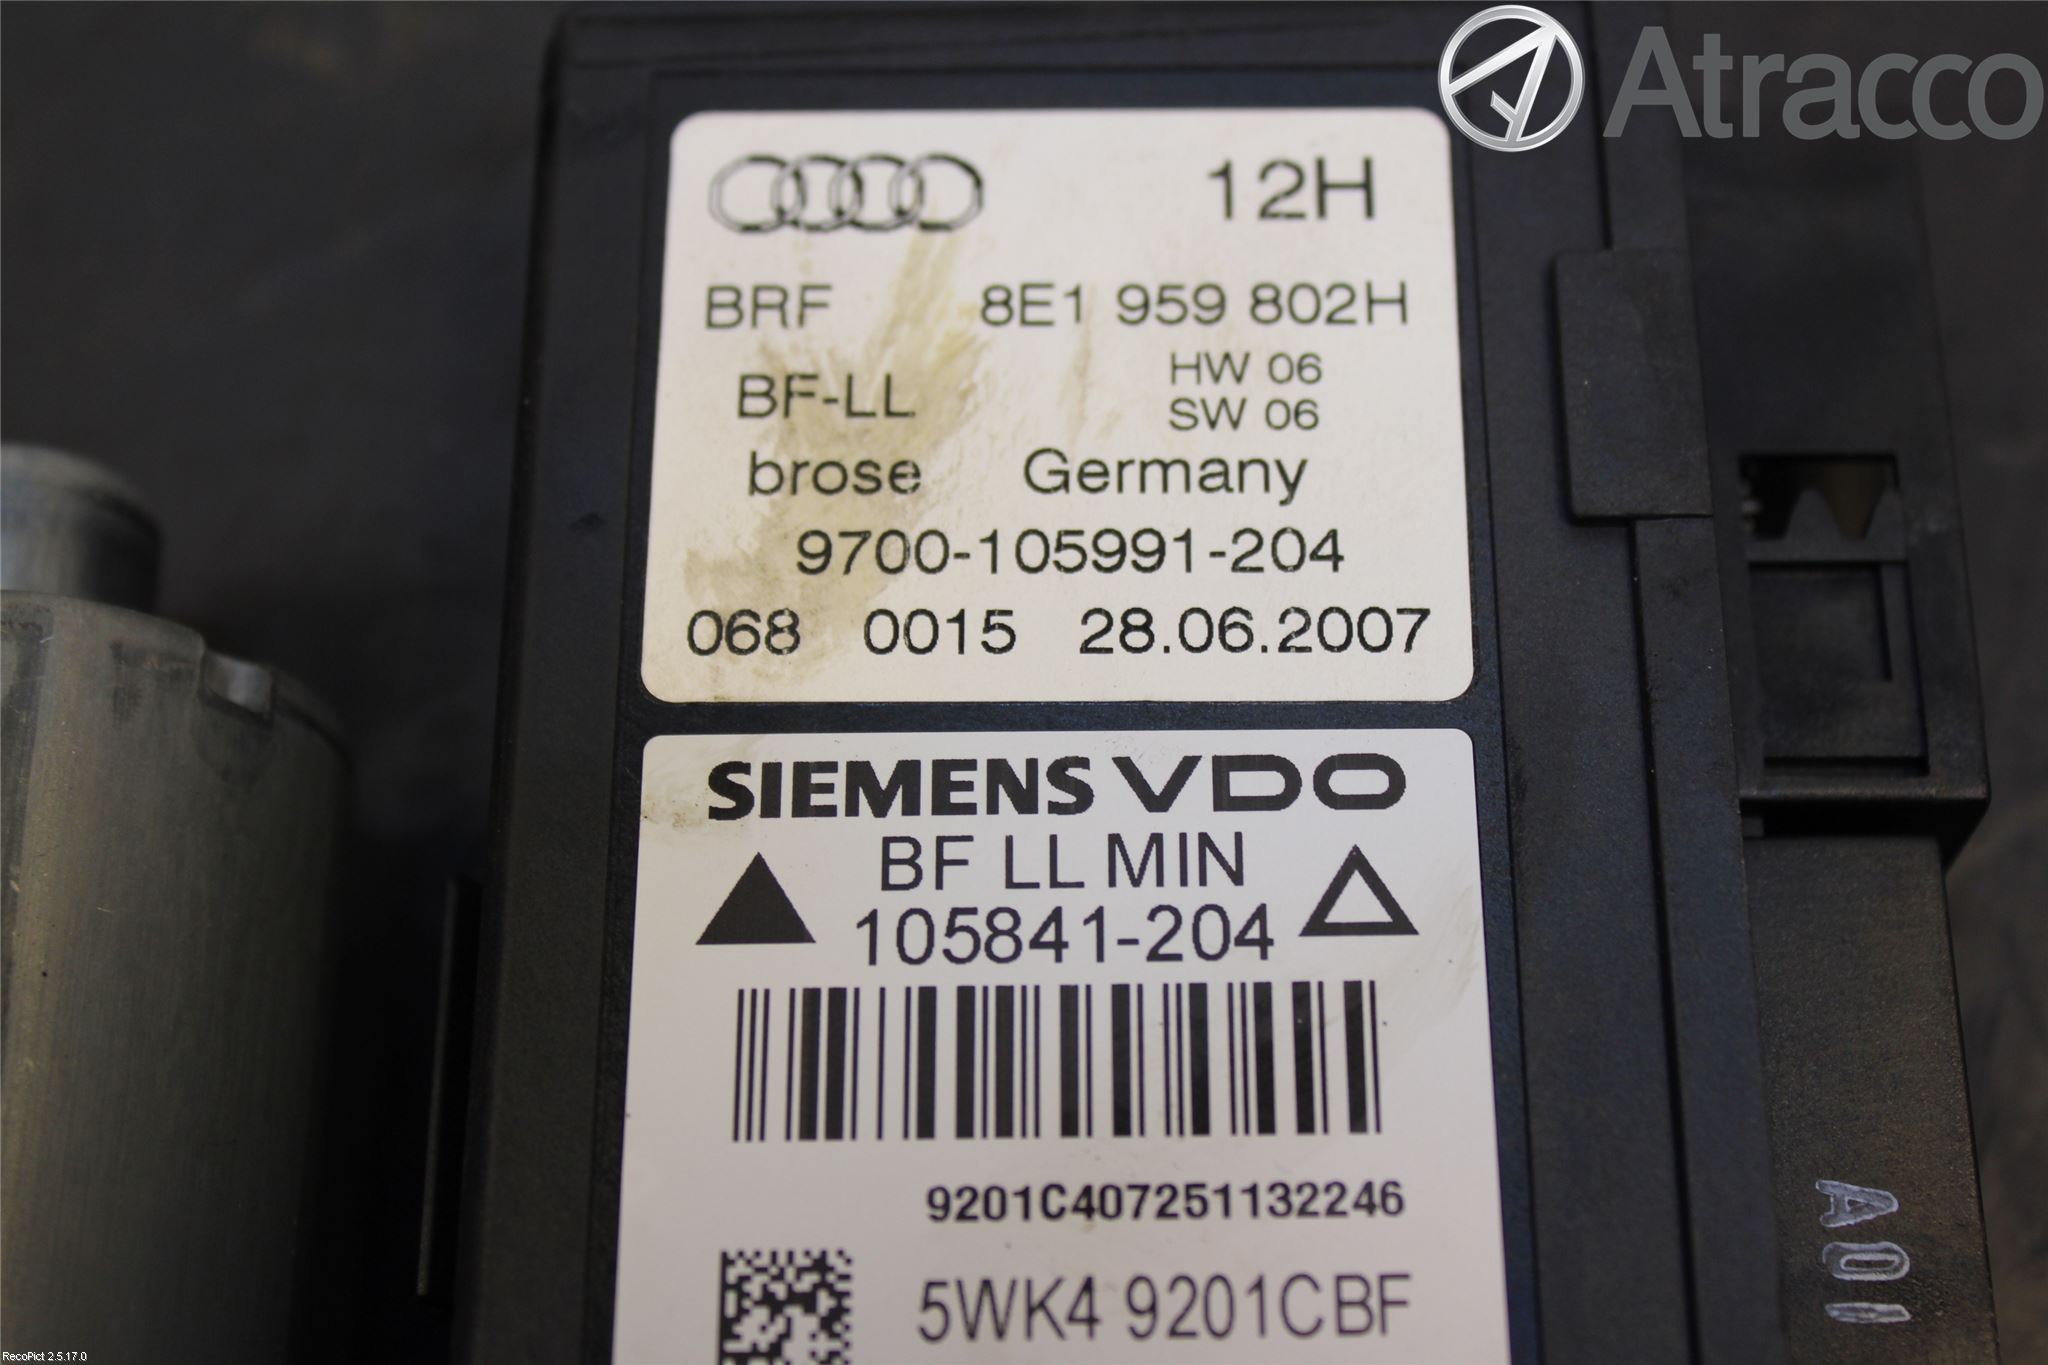 Atracco
12H
BRF 8E1 959 802H
HW 06
BF-LL
SW 06
brose Germany
9700-105991-204
068 0015 28.06.2007
SIEMENS VDO
BF LL MIN
105841-204
9201C407251132246
5WK4 9201CBF
A01
RecoPict 2.5.17.0